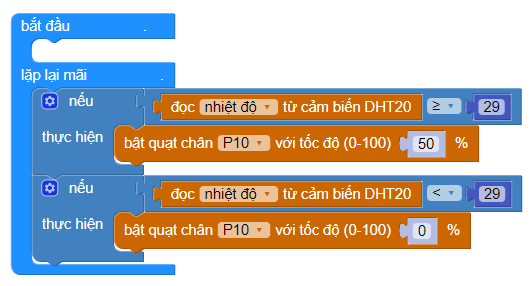 bắt đầu .
lặp lại mãi .
nếu đọc nhiệt độ từ cảm biến DHT20 ≥ 29
thực hiện bật quạt chân P10 với tốc độ (0-100) 50 %
nếu đọc nhiệt độ từ cảm biến DHT20 < 29
thực hiện bật quạt chân P10 với tốc độ (0-100) 0 %